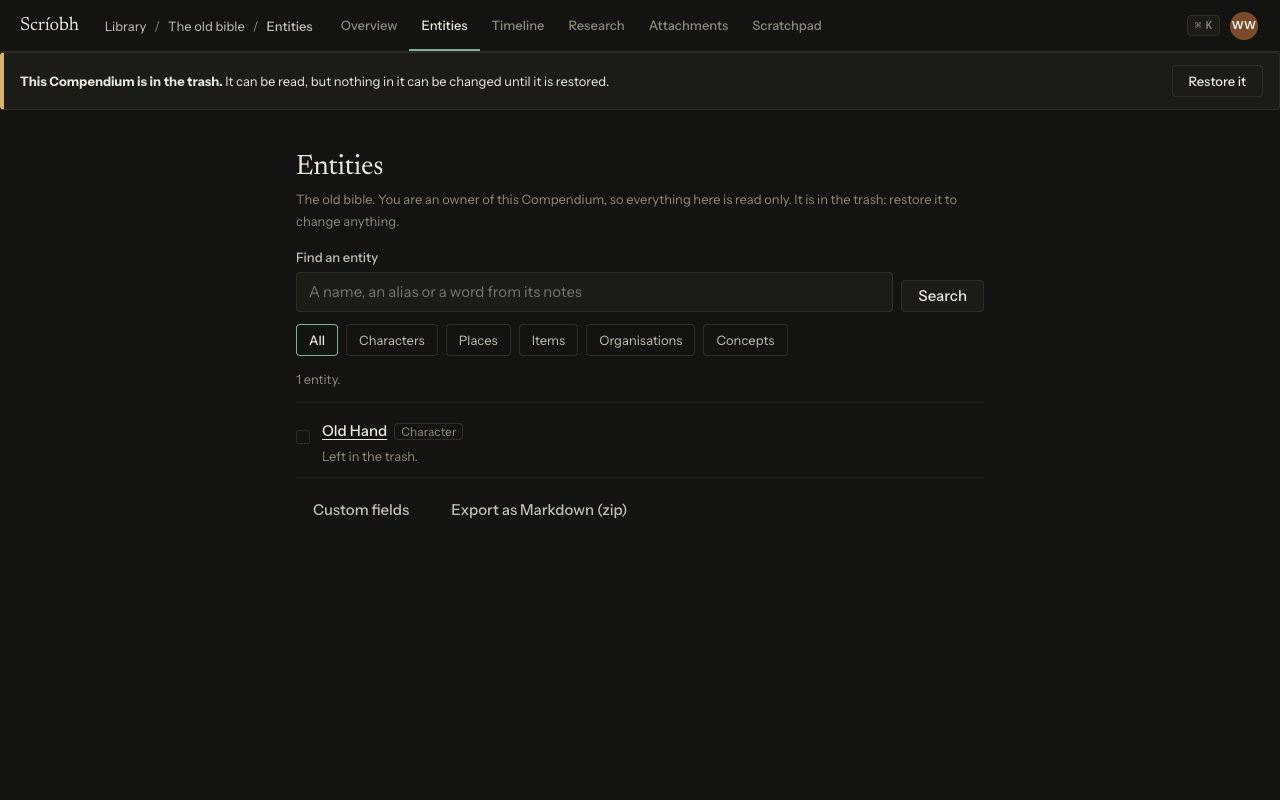 Scríobh
Library / The old bible / Entities
Overview
Entities
Timeline
Research
Attachments
Scratchpad
⌘ K
WW
This Compendium is in the trash. It can be read, but nothing in it can be changed until it is restored.
Restore it
Entities
The old bible. You are an owner of this Compendium, so everything here is read only. It is in the trash: restore it to
change anything.
Find an entity
A name, an alias or a word from its notes
Search
All
Characters
Places
Items
Organisations
Concepts
1 entity.
Old Hand
Character
Left in the trash.
Custom fields
Export as Markdown (zip)